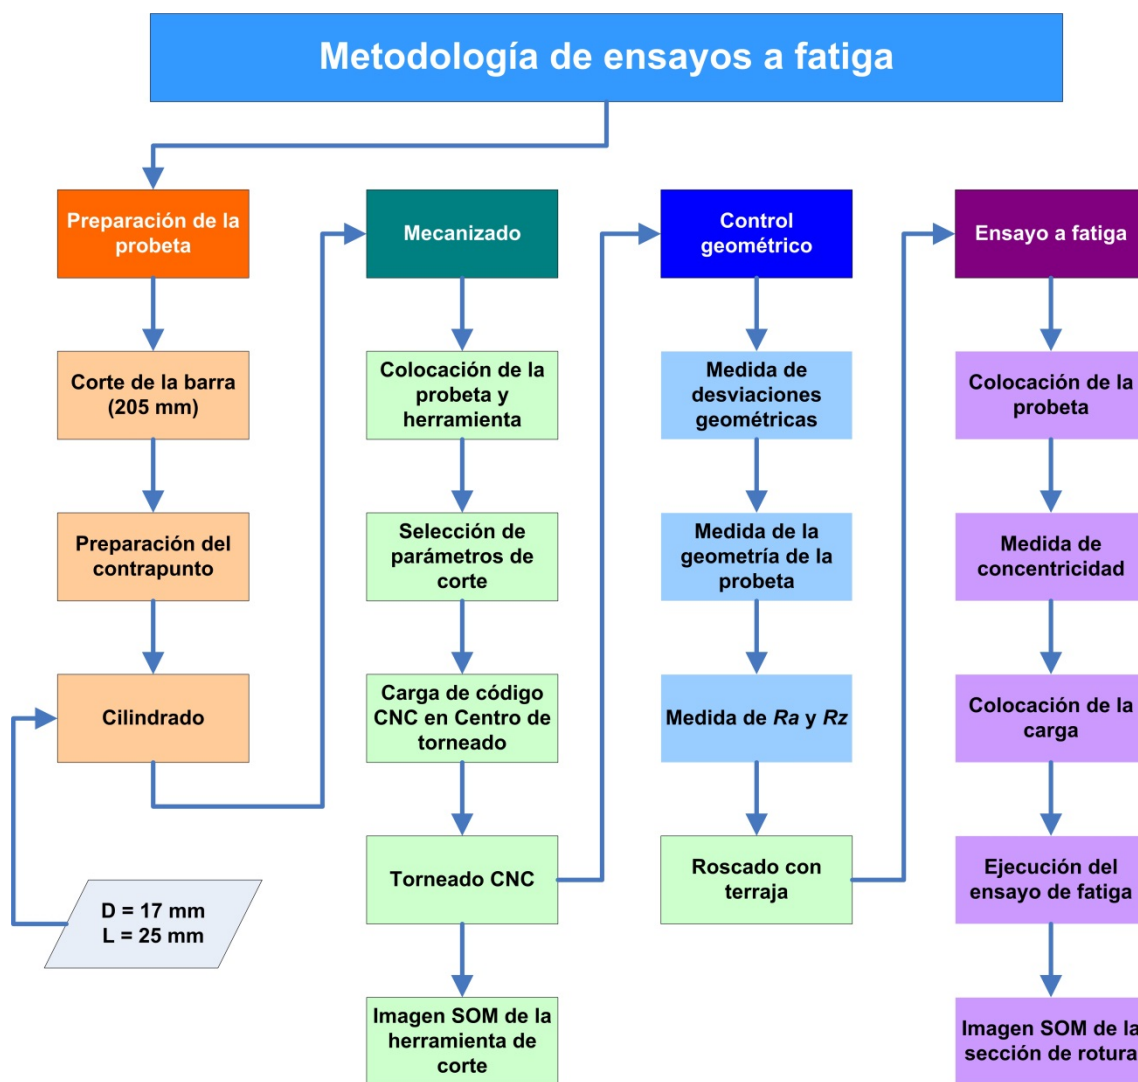 Metodología de ensayos a fatiga
Preparación de la
probeta
Corte de la barra
(205 mm)
Preparación del
contrapunto
Cilindrado
D = 17 mm
L = 25 mm
Mecanizado
Colocación de la
probeta y
herramienta
Selección de
parámetros de
corte
Carga de código
CNC en Centro de
torneado
Torneado CNC
Imagen SOM de la
herramienta de
corte
Control
geométrico
Medida de
desviaciones
geométricas
Medida de la
geometría de la
probeta
Medida de Ra y Rz
Roscado con
terraja
Ensayo a fatiga
Colocación de la
probeta
Medida de
concentricidad
Colocación de la
carga
Ejecución del
ensayo de fatiga
Imagen SOM de la
sección de rotura